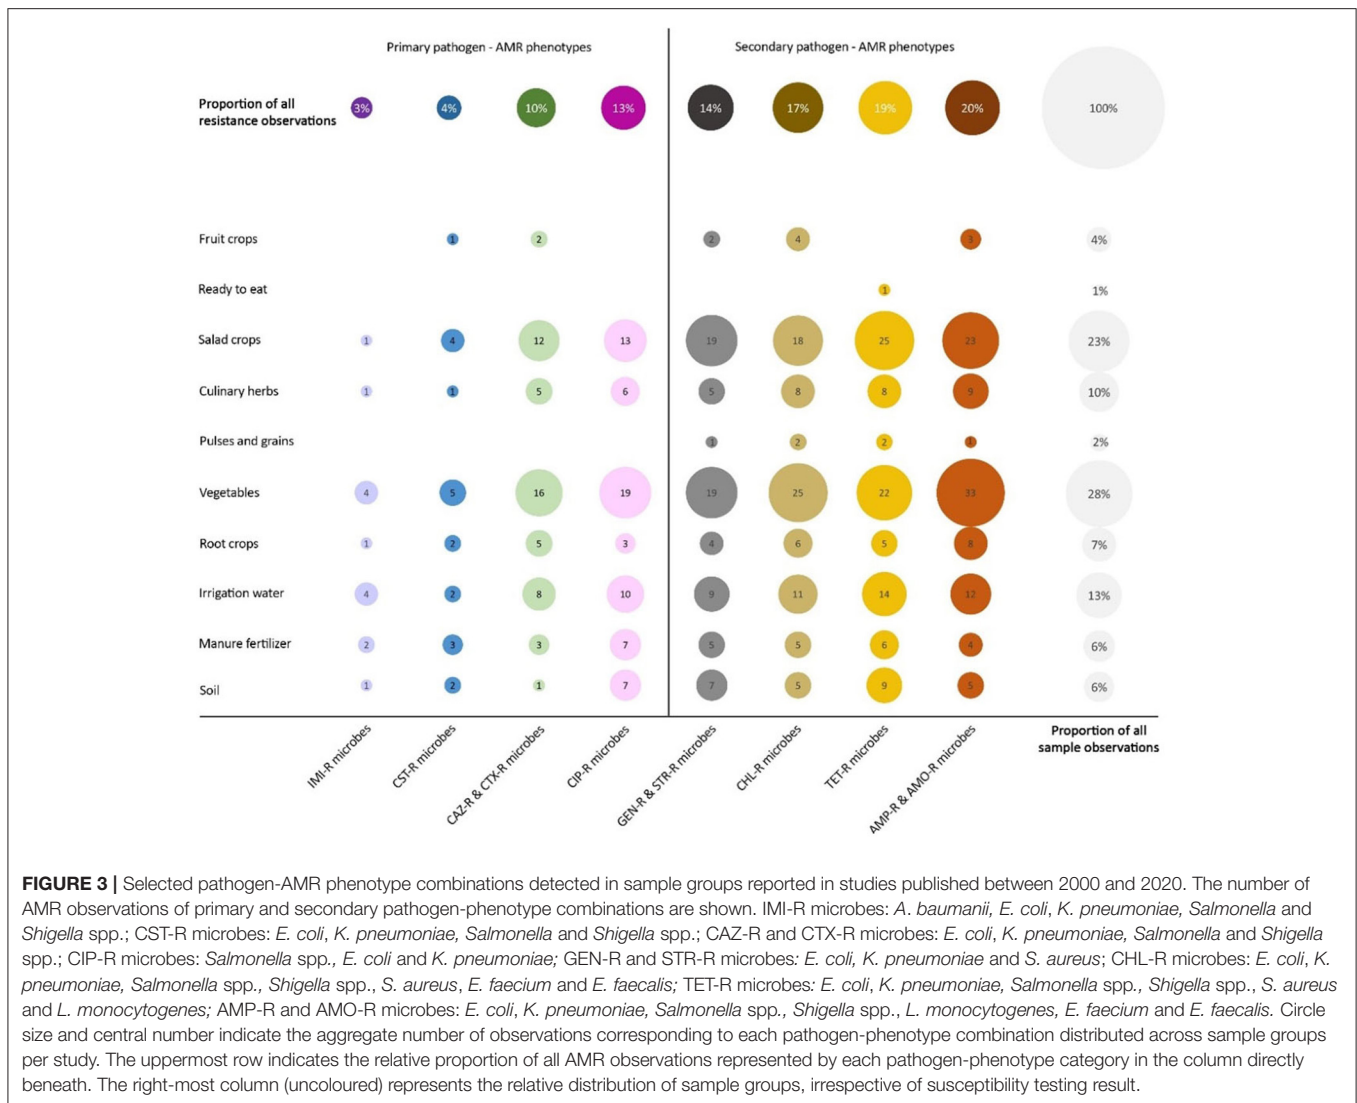 Primary pathogen - AMR phenotypes
Secondary pathogen - AMR phenotypes
Proportion of all
resistance observations
3% 4% 10% 13% 14% 17% 19% 20% 100%
Fruit crops 1 2 2 4 3 4%
Ready to eat 1 1%
Salad crops 1 4 12 13 19 18 25 23 23%
Culinary herbs 1 1 5 6 5 8 8 9 10%
Pulses and grains 1 2 2 1 2%
Vegetables 4 5 16 19 19 25 22 33 28%
Root crops 1 2 5 3 4 6 5 8 7%
Irrigation water 4 2 8 10 9 11 14 12 13%
Manure fertilizer 2 3 3 7 5 5 6 4 6%
Soil 1 2 1 7 7 5 9 5 6%
IMI-R microbes
CST-R microbes
CAZ-R & CTX-R microbes
CIP-R microbes
GEN-R & STR-R microbes
CHL-R microbes
TET-R microbes
AMP-R & AMO-R microbes
Proportion of all
sample observations
FIGURE 3 | Selected pathogen-AMR phenotype combinations detected in sample groups reported in studies published between 2000 and 2020. The number of
AMR observations of primary and secondary pathogen-phenotype combinations are shown. IMI-R microbes: A. baumanii, E. coli, K. pneumoniae, Salmonella and
Shigella spp.; CST-R microbes: E. coli, K. pneumoniae, Salmonella and Shigella spp.; CAZ-R and CTX-R microbes: E. coli, K. pneumoniae, Salmonella and Shigella
spp.; CIP-R microbes: Salmonella spp., E. coli and K. pneumoniae; GEN-R and STR-R microbes: E. coli, K. pneumoniae and S. aureus; CHL-R microbes: E. coli, K.
pneumoniae, Salmonella spp., Shigella spp., S. aureus, E. faecium and E. faecalis; TET-R microbes: E. coli, K. pneumoniae, Salmonella spp., Shigella spp., S. aureus
and L. monocytogenes; AMP-R and AMO-R microbes: E. coli, K. pneumoniae, Salmonella spp., Shigella spp., L. monocytogenes, E. faecium and E. faecalis. Circle
size and central number indicate the aggregate number of observations corresponding to each pathogen-phenotype combination distributed across sample groups
per study. The uppermost row indicates the relative proportion of all AMR observations represented by each pathogen-phenotype category in the column directly
beneath. The right-most column (uncoloured) represents the relative distribution of sample groups, irrespective of susceptibility testing result.